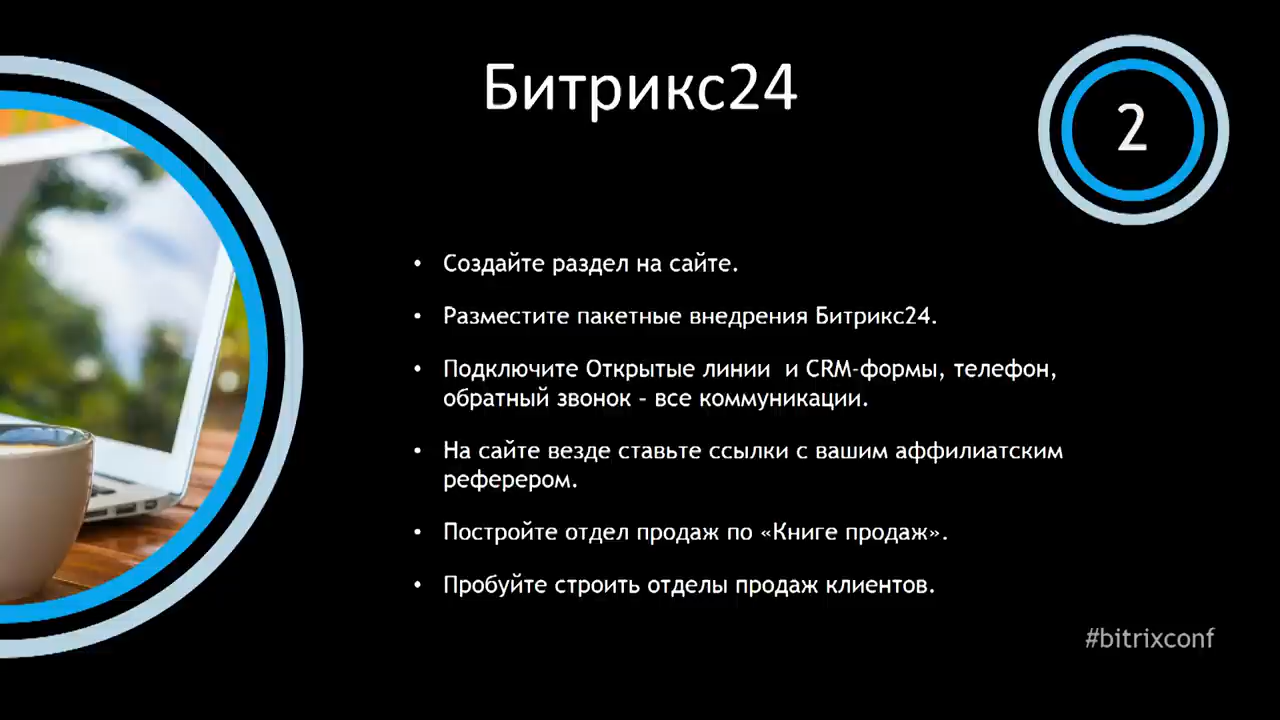 Битрикс24
2
• Создайте раздел на сайте.
• Разместите пакетные внедрения Битрикс24.
• Подключите Открытые линии  и CRM-формы, телефон,
обратный звонок – все коммуникации.
• На сайте везде ставьте ссылки с вашим аффилиатским
реферером.
• Постройте отдел продаж по «Книге продаж».
• Пробуйте строить отделы продаж клиентов.
#bitrixconf